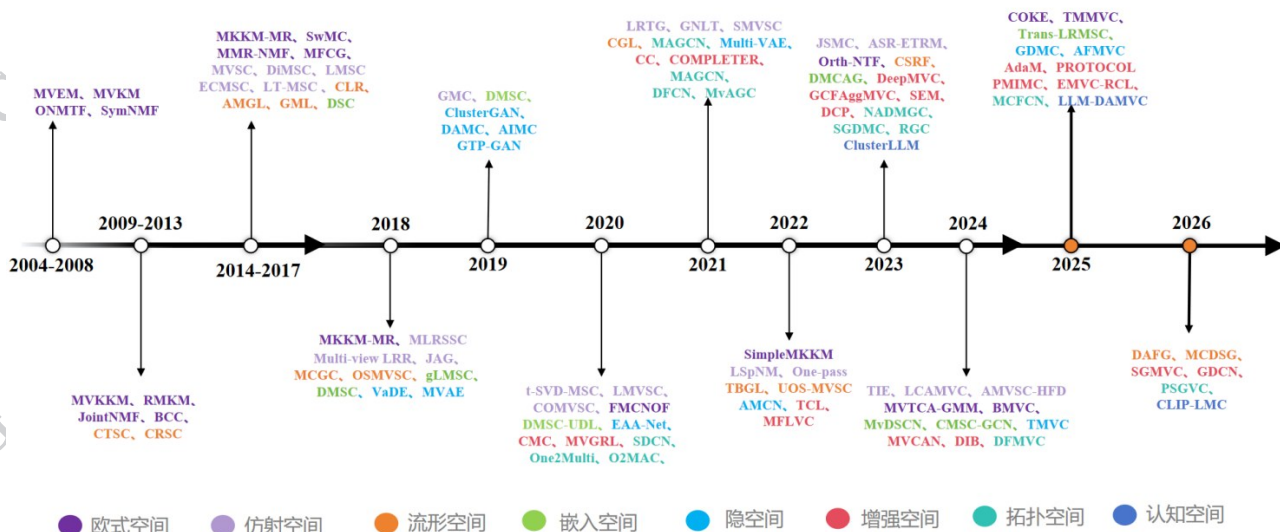 MVEM、MVKM
ONMTF、SymNMF
MKKM-MR、SwMC、
MMR-NMF、MFCG、
MVSC、DiMSC、LMSC
ECMSC、LT-MSC 、CLR、
AMGL、GML、DSC
GMC、DMSC、
ClusterGAN、
DAMC、AIMC
GTP-GAN
LRTG、GNLT、SMVSC
CGL、MAGCN、Multi-VAE、
CC、COMPLETER、
MAGCN、
DFCN、MvAGC
JSMC、ASR-ETRM、
Orth-NTF、CSRF、
DMCAG、DeepMVC、
GCFAggMVC、SEM、
DCP、NADMGC、
SGDMC、RGC
ClusterLLM
COKE、TMMVC、
Trans-LRMSC、
GDMC、AFMVC
AdaM、PROTOCOL
PMIMC、EMVC-RCL、
MCFCN、LLM-DAMVC
2004-2008
2009-2013
2014-2017
2018
2019
2020
2021
2022
2023
2024
2025
2026
MVKKM、RMKM、
JointNMF、BCC、
CTSC、CRSC
MKKM-MR、MLRSSC
Multi-view LRR、JAG、
MCGC、OSMVSC、gLMSC、
DMSC、VaDE、MVAE
t-SVD-MSC、LMVSC、
COMVSC、FMCNOF
DMSC-UDL、EAA-Net、
CMC、MVGRL、SDCN、
One2Multi、O2MAC、
SimpleMKKM
LSpNM、One-pass
TBGL、UOS-MVSC
AMCN、TCL、
MFLVC
TIE、LCAMVC、AMVSC-HFD
MVTCA-GMM、BMVC、
MvDSCN、CMSC-GCN、TMVC
MVCAN、DIB、DFMVC
DAFG、MCDSG、
SGMVC、GDCN、
PSGVC、
CLIP-LMC
欧式空间
仿射空间
流形空间
嵌入空间
隐空间
增强空间
拓扑空间
认知空间